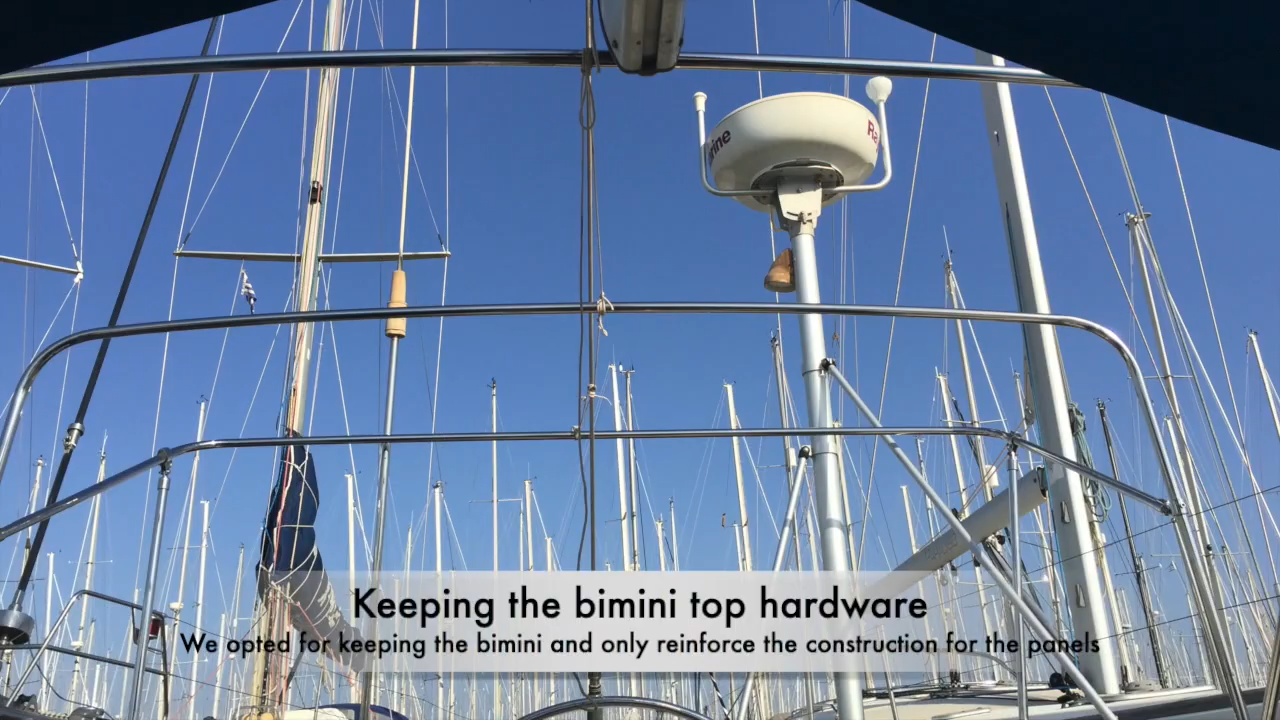 Keeping the bimini top hardware
We opted for keeping the bimini and only reinforce the construction for the panels